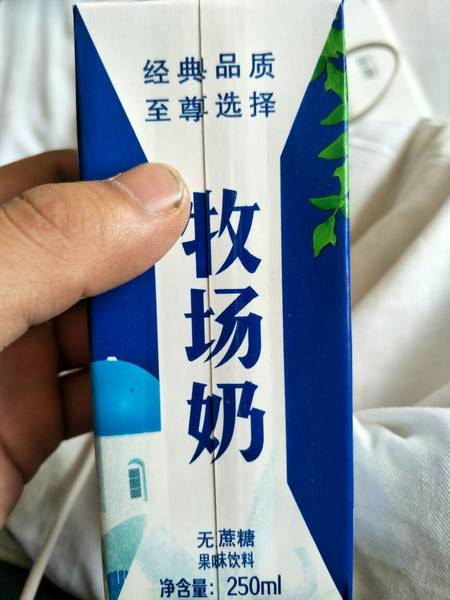 经典品质
至尊选择
牧场奶
无蔗糖
果味饮料
净含量: 250ml